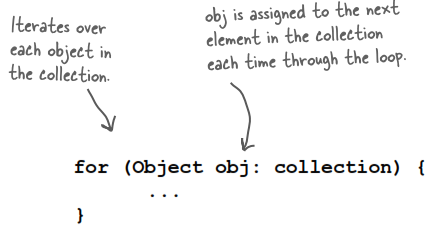 Iterates over
each object in
the collection.
obj is assigned to the next
element in the collection
each time through the loop.
for (Object obj: collection) {
...
}